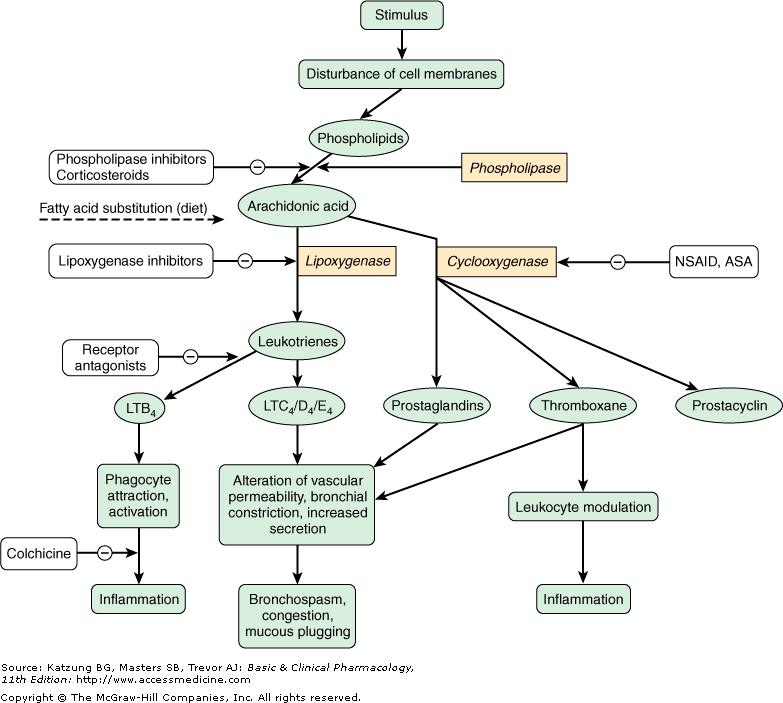 Stimulus
Disturbance of cell membranes
Phospholipids
Phospholipase inhibitors
Corticosteroids
−
Phospholipase
Arachidonic acid
Fatty acid substitution (diet)
Lipoxygenase inhibitors
−
Lipoxygenase
Cyclooxygenase
−
NSAID, ASA
Leukotrienes
Receptor
antagonists
−
LTB₄
LTC₄/D₄/E₄
Prostaglandins
Thromboxane
Prostacyclin
Phagocyte
attraction,
activation
Alteration of vascular
permeability, bronchial
constriction, increased
secretion
Leukocyte modulation
Colchicine
−
Inflammation
Bronchospasm,
congestion,
mucous plugging
Inflammation
Source: Katzung BG, Masters SB, Trevor AJ: Basic & Clinical Pharmacology,
11th Edition: http://www.accessmedicine.com
Copyright © The McGraw-Hill Companies, Inc. All rights reserved.